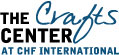 THE Crafts
CENTER
AT CHF INTERNATIONAL